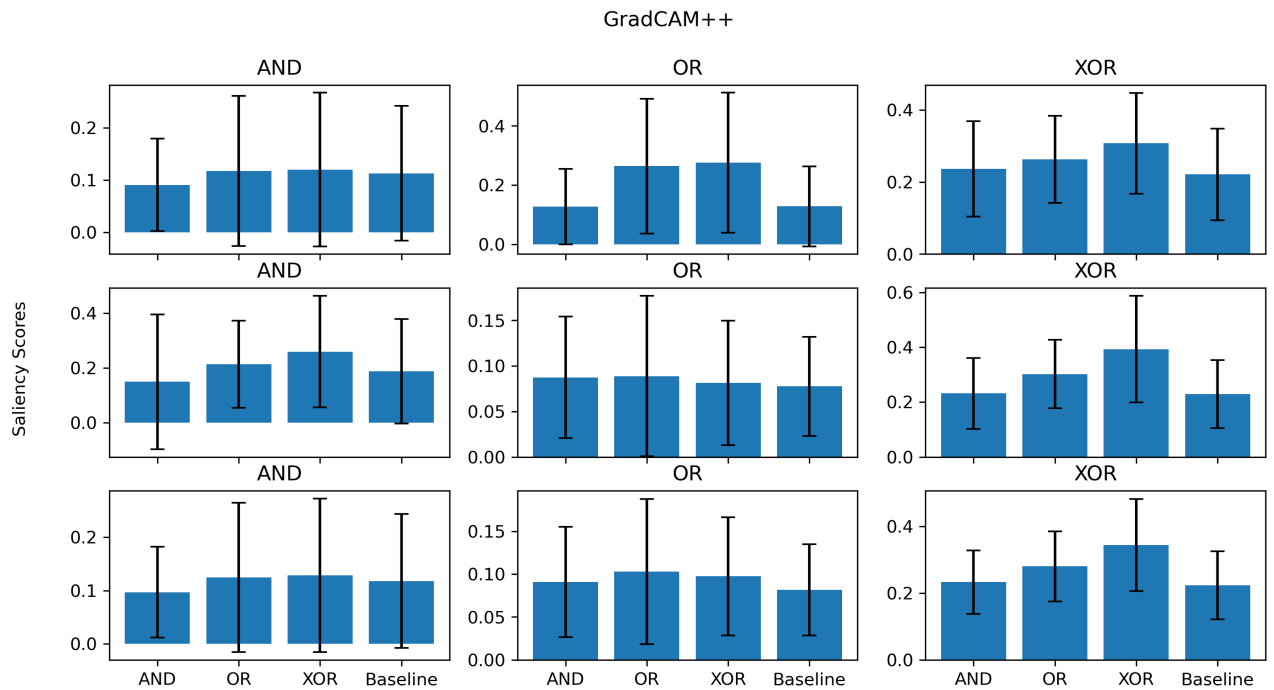 GradCAM++
AND OR XOR
0.2 0.4 0.4
0.1 0.2 0.2
0.0 0.0 0.0
AND OR XOR
0.4 0.15 0.6
0.2 0.10 0.4
0.0 0.05 0.2
0.00 0.0
Saliency Scores
AND OR XOR
0.2 0.15 0.4
0.1 0.10 0.2
0.0 0.05 0.0
0.00
AND OR XOR Baseline AND OR XOR Baseline AND OR XOR Baseline